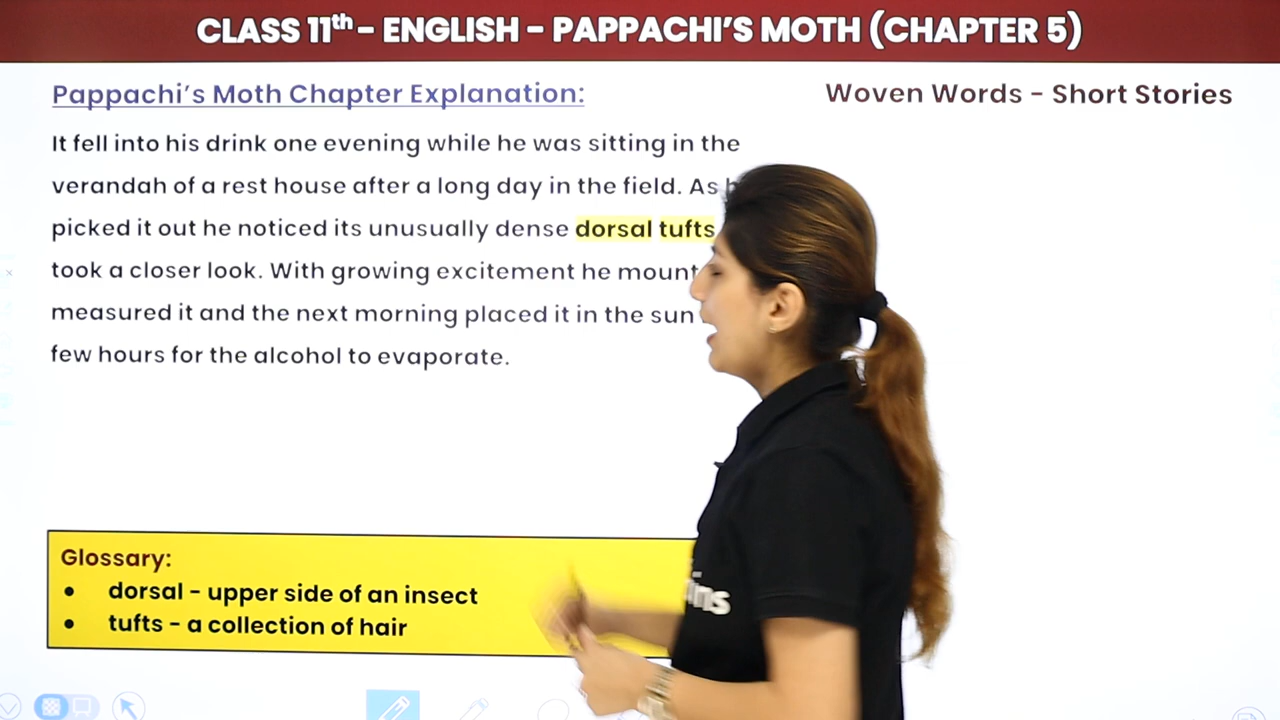 CLASS 11th – ENGLISH – PAPPACHI’S MOTH (CHAPTER 5)
Pappachi’s Moth Chapter Explanation:
Woven Words – Short Stories
It fell into his drink one evening while he was sitting in the
verandah of a rest house after a long day in the field. As
picked it out he noticed its unusually dense dorsal tufts
took a closer look. With growing excitement he
measured it and the next morning placed it in the sun
few hours for the alcohol to evaporate.
Glossary:
• dorsal – upper side of an insect
• tufts – a collection of hair